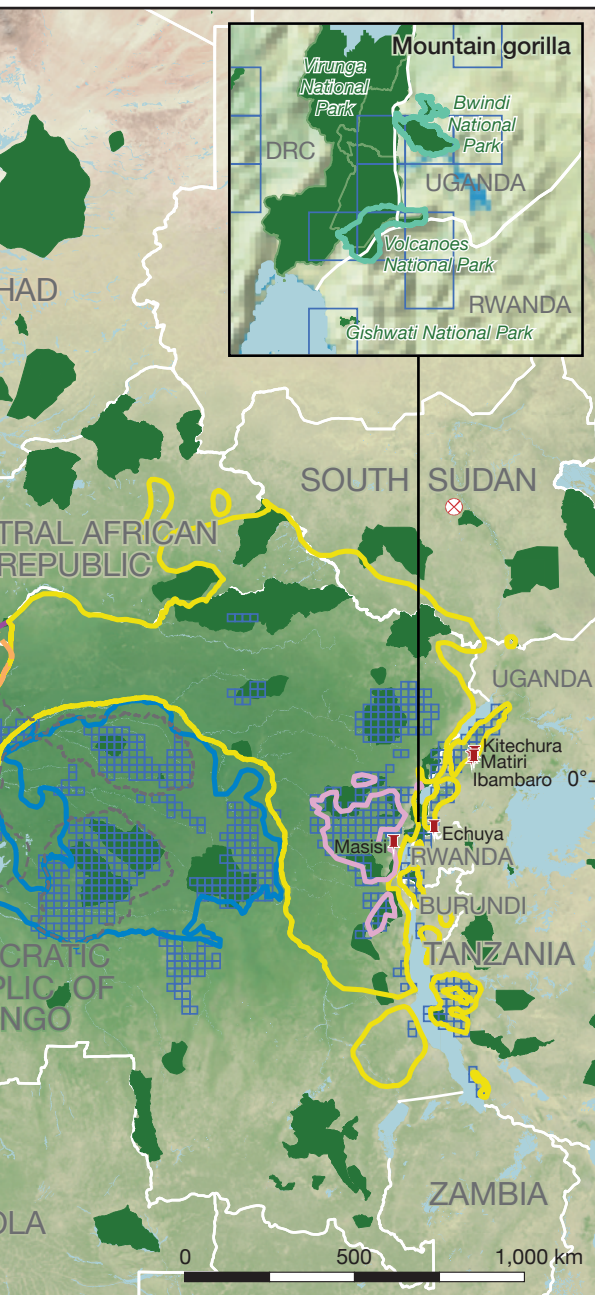 Mountain gorilla
Virunga
National
Park
Bwindi
National
Park
DRC
UGANDA
Volcanoes
National Park
RWANDA
Gishwati National Park
HAD
SOUTH SUDAN
TRAL AFRICAN
REPUBLIC
UGANDA
Kitechura
Matiri
Ibambaro
0°
Echuya
Masisi
RWANDA
BURUNDI
TANZANIA
CRATIC
PLIC OF
NGO
ZAMBIA
OLA
0 500 1,000 km